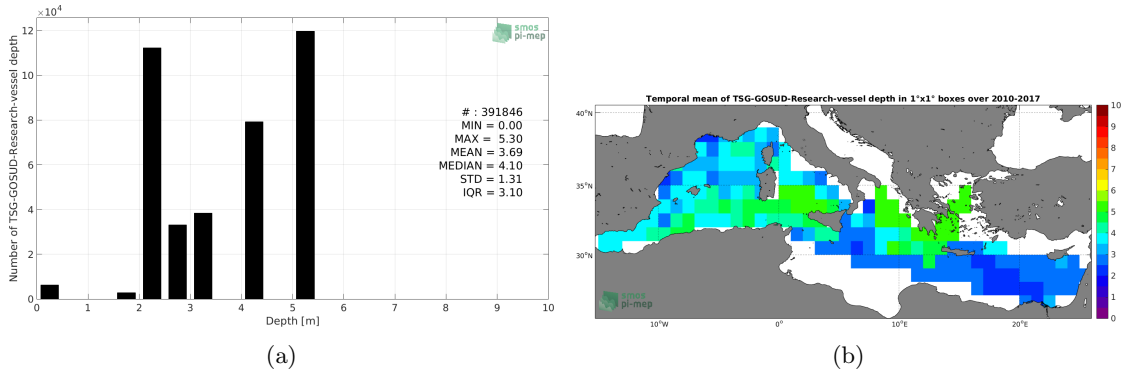 ×10⁴
12
10
8
6
4
2
0
Number of TSG-GOSUD-Research-vessel depth
smos
pi-mep
# : 391846
MIN = 0.00
MAX = 5.30
MEAN = 3.69
MEDIAN = 4.10
STD = 1.31
IQR = 3.10
0 1 2 3 4 5 6 7 8 9 10
Depth [m]
(a)
Temporal mean of TSG-GOSUD-Research-vessel depth in 1°x1° boxes over 2010-2017
40°N
35°N
30°N
10°W 0° 10°E 20°E
smos
pi-mep
10
9
8
7
6
5
4
3
2
1
0
(b)